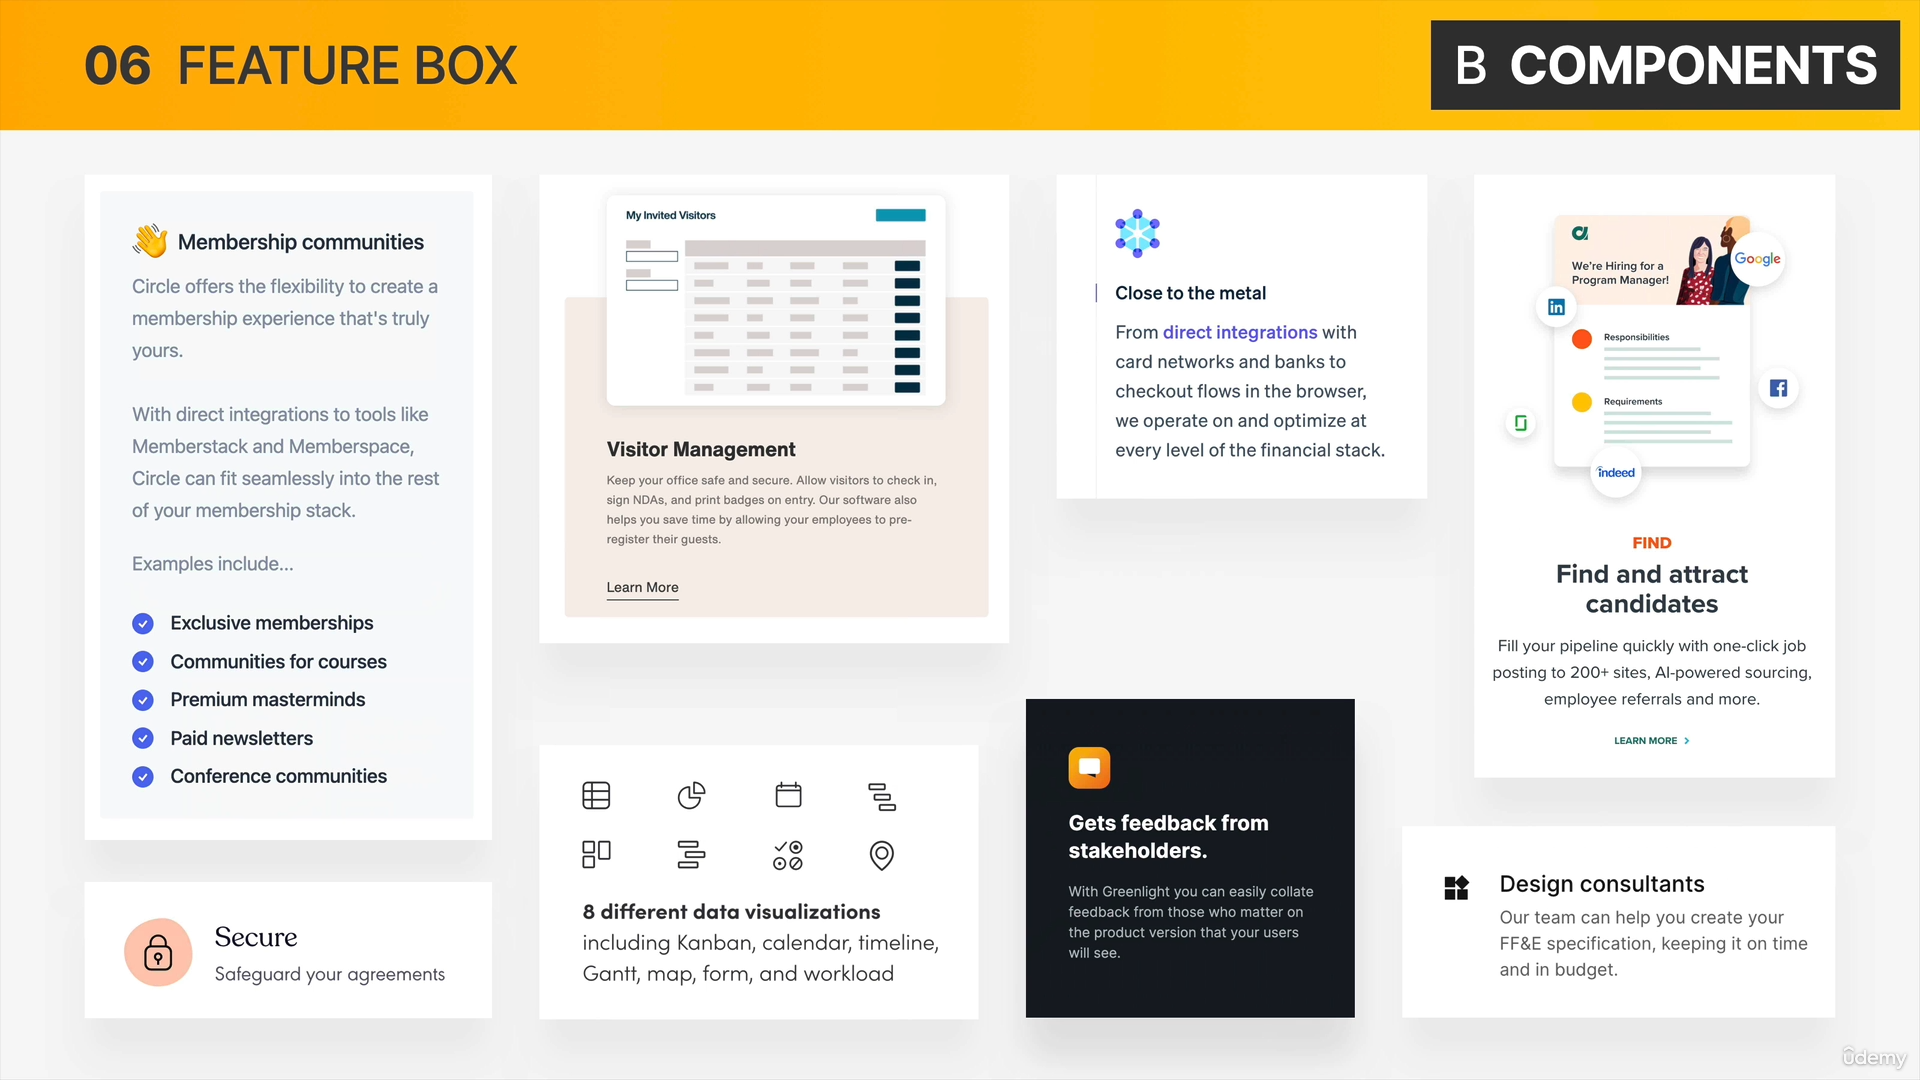 06 FEATURE BOX
B COMPONENTS
Membership communities
Circle offers the flexibility to create a
membership experience that's truly
yours.
With direct integrations to tools like
Memberstack and Memberspace,
Circle can fit seamlessly into the rest
of your membership stack.
Examples include...
Exclusive memberships
Communities for courses
Premium masterminds
Paid newsletters
Conference communities
My Invited Visitors
Visitor Management
Keep your office safe and secure. Allow visitors to check in,
sign NDAs, and print badges on entry. Our software also
helps you save time by allowing your employees to pre-
register their guests.
Learn More
Close to the metal
From direct integrations with
card networks and banks to
checkout flows in the browser,
we operate on and optimize at
every level of the financial stack.
We're Hiring for a
Program Manager!
Google
in
Responsibilities
Requirements
indeed
FIND
Find and attract
candidates
Fill your pipeline quickly with one-click job
posting to 200+ sites, AI-powered sourcing,
employee referrals and more.
LEARN MORE
Secure
Safeguard your agreements
8 different data visualizations
including Kanban, calendar, timeline,
Gantt, map, form, and workload
Gets feedback from
stakeholders.
With Greenlight you can easily collate
feedback from those who matter on
the product version that your users
will see.
Design consultants
Our team can help you create your
FF&E specification, keeping it on time
and in budget.
ûdemy